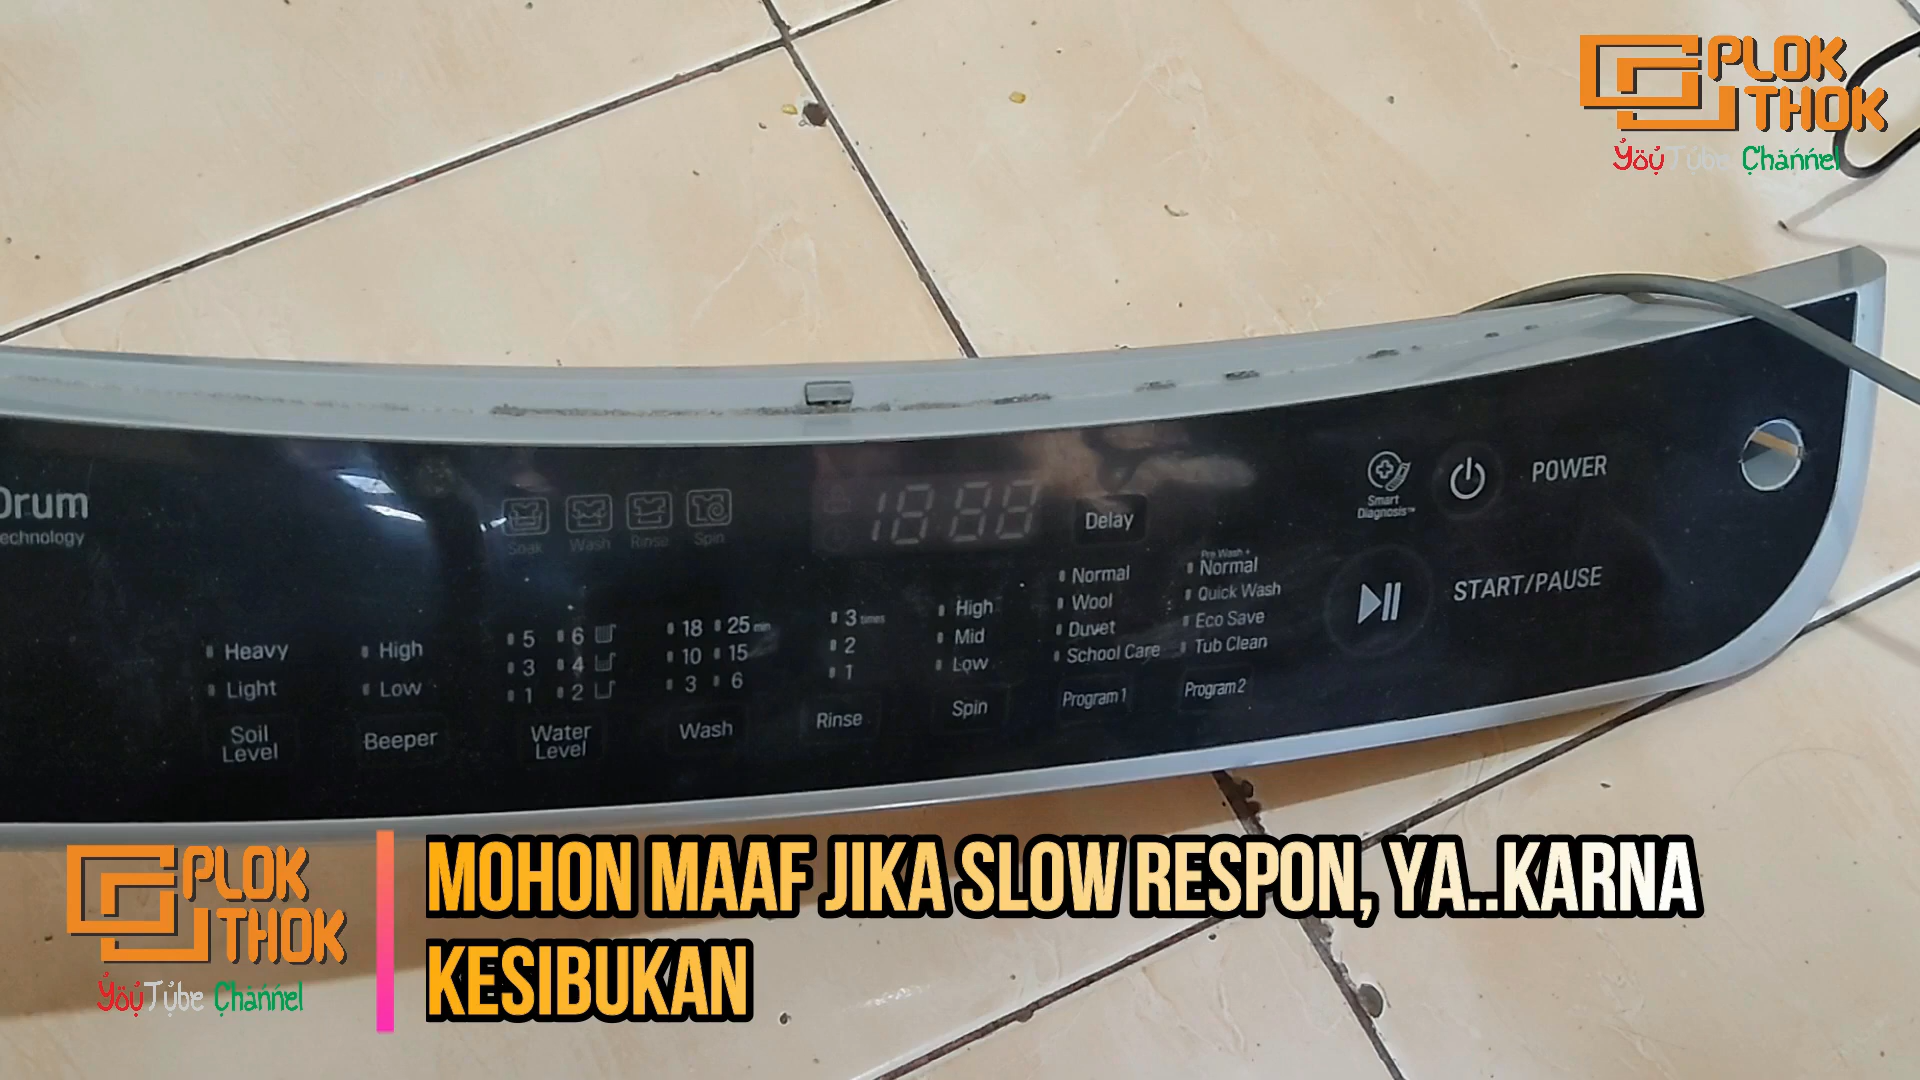 PLOK
THOK
YouTube Channel
Drum
echnology
Soak
Wash
Rinse
Spin
18:88
Delay
Smart
Diagnosis™
POWER
START/PAUSE
Heavy
Light
Soil
Level
High
Low
Beeper
5 6
3 4
1 2
Water
Level
18 25 min
10 15
3 6
Wash
3 times
2
1
Rinse
High
Mid
Low
Spin
Normal
Wool
Duvet
School Care
Program 1
Pre Wash +
Normal
Quick Wash
Eco Save
Tub Clean
Program 2
PLOK
THOK
YouTube Channel
MOHON MAAF JIKA SLOW RESPON, YA..KARNA
KESIBUKAN